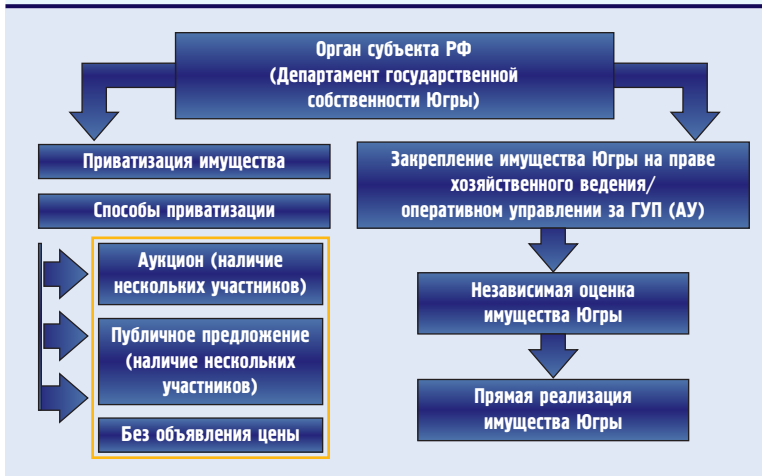 Орган субъекта РФ
(Департамент государственной
собственности Югры)
Приватизация имущества
Способы приватизации
Аукцион (наличие
нескольких участников)
Публичное предложение
(наличие нескольких
участников)
Без объявления цены
Закрепление имущества Югры на праве
хозяйственного ведения/
оперативном управлении за ГУП (АУ)
Независимая оценка
имущества Югры
Прямая реализация
имущества Югры